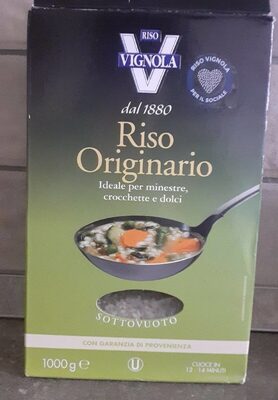 RISO
VIGNOLA
RISO VIGNOLA
PER IL SOCIALE
dal 1880
Riso
Originario
Ideale per minestre,
crocchette e dolci
SOTTOVUOTO
CON GARANZIA DI PROVENIENZA
1000 g e
U
CUOCE IN
12 - 14 MINUTI